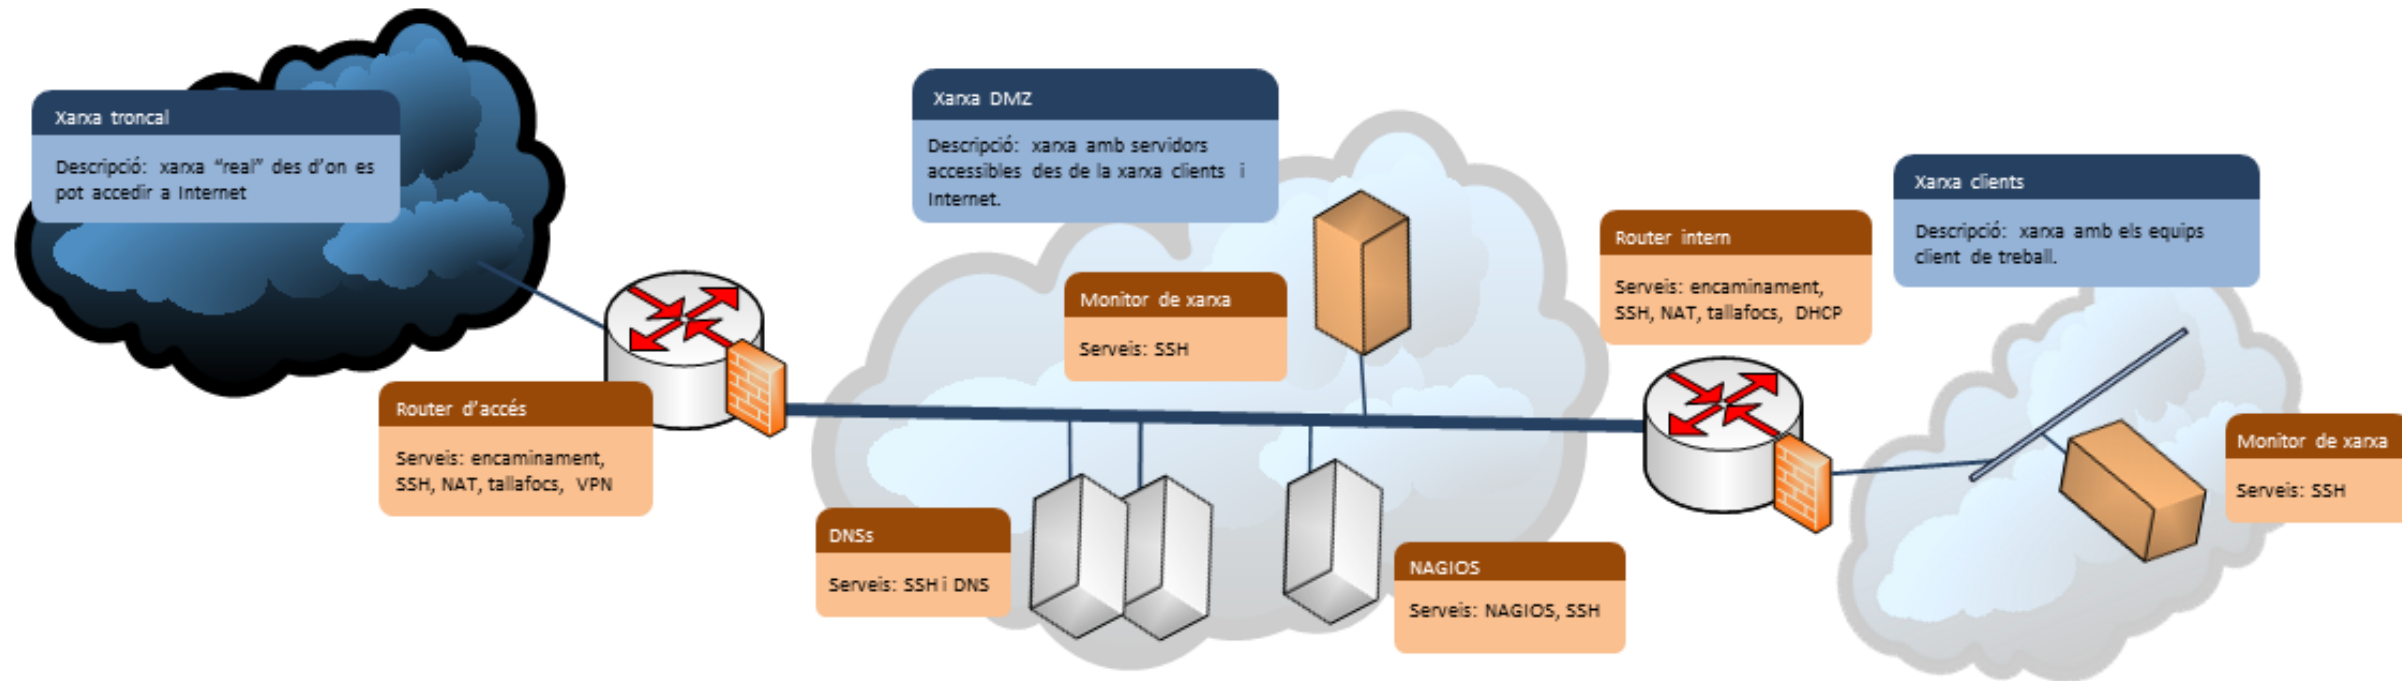 Xarxa troncal
Descripció: xarxa “real” des d’on es
pot accedir a Internet
Router d’accés
Serveis: encaminament,
SSH, NAT, tallafocs, VPN
Xarxa DMZ
Descripció: xarxa amb servidors
accessibles des de la xarxa clients i
Internet.
Monitor de xarxa
Serveis: SSH
DNSs
Serveis: SSH i DNS
NAGIOS
Serveis: NAGIOS, SSH
Router intern
Serveis: encaminament,
SSH, NAT, tallafocs, DHCP
Xarxa clients
Descripció: xarxa amb els equips
client de treball.
Monitor de xarxa
Serveis: SSH